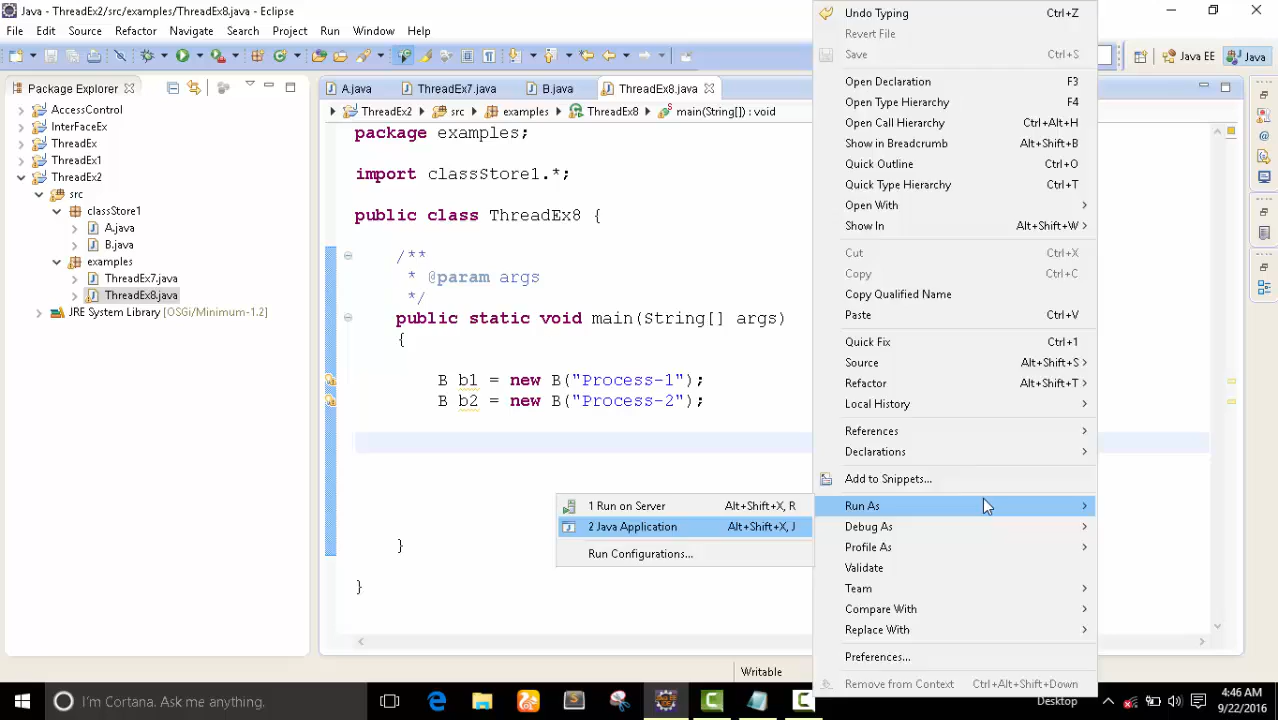 Java - ThreadEx2/src/examples/ThreadEx8.java - Eclipse
File Edit Source Refactor Navigate Search Project Run Window Help
Java EE Java
Package Explorer
AccessControl
InterFaceEx
ThreadEx
ThreadEx1
ThreadEx2
src
classStore1
A.java
B.java
examples
ThreadEx7.java
ThreadEx8.java
JRE System Library [OSGi/Minimum-1.2]
A.java ThreadEx7.java B.java ThreadEx8.java
ThreadEx2 src examples ThreadEx8 main(String[]) : void
package examples;
import classStore1.*;
public class ThreadEx8 {
/**
* @param args
*/
public static void main(String[] args)
{
B b1 = new B("Process-1");
B b2 = new B("Process-2");
}
}
Undo Typing Ctrl+Z
Revert File
Save Ctrl+S
Open Declaration F3
Open Type Hierarchy F4
Open Call Hierarchy Ctrl+Alt+H
Show in Breadcrumb Alt+Shift+B
Quick Outline Ctrl+O
Quick Type Hierarchy Ctrl+T
Open With
Show In Alt+Shift+W
Cut Ctrl+X
Copy Ctrl+C
Copy Qualified Name
Paste Ctrl+V
Quick Fix Ctrl+1
Source Alt+Shift+S
Refactor Alt+Shift+T
Local History
References
Declarations
Add to Snippets...
Run As
Debug As
Profile As
Validate
Team
Compare With
Replace With
Preferences...
Remove from Context Ctrl+Alt+Shift+Down
1 Run on Server Alt+Shift+X, R
2 Java Application Alt+Shift+X, J
Run Configurations...
Writable
I'm Cortana. Ask me anything.
Desktop
4:46 AM
9/22/2016